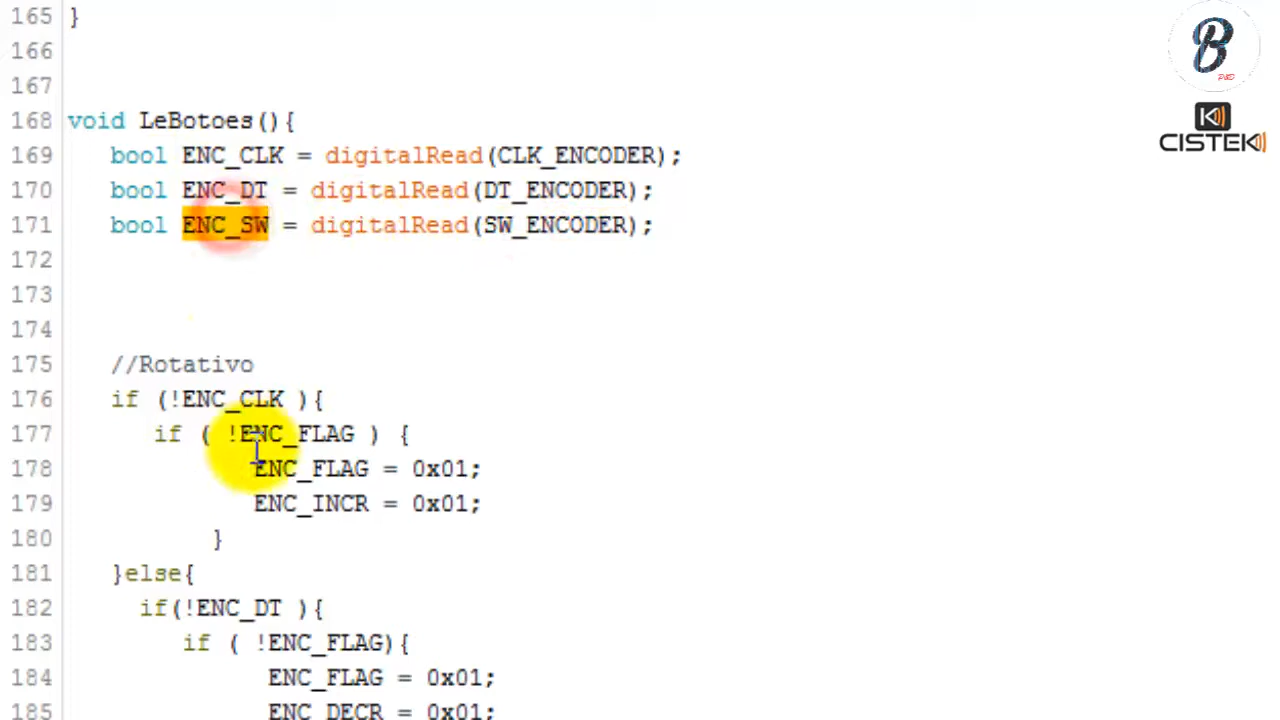 165 }
166
167
168 void LeBotoes(){
169 bool ENC_CLK = digitalRead(CLK_ENCODER);
170 bool ENC_DT = digitalRead(DT_ENCODER);
171 bool ENC_SW = digitalRead(SW_ENCODER);
172
173
174
175 //Rotativo
176 if (!ENC_CLK ){
177 if ( !ENC_FLAG ) {
178 ENC_FLAG = 0x01;
179 ENC_INCR = 0x01;
180 }
181 }else{
182 if(!ENC_DT ){
183 if ( !ENC_FLAG){
184 ENC_FLAG = 0x01;
185 ENC_DECR = 0x01;
B
CISTEK